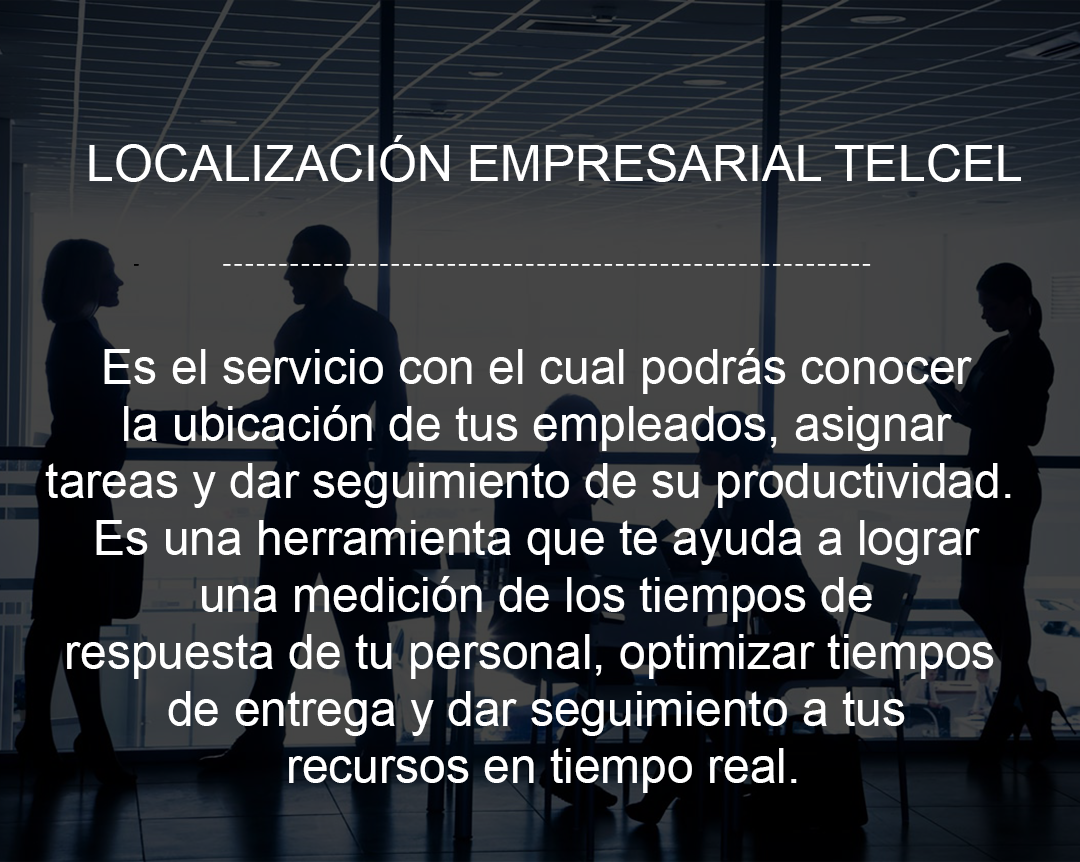 LOCALIZACIÓN EMPRESARIAL TELCEL
Es el servicio con el cual podrás conocer
la ubicación de tus empleados, asignar
tareas y dar seguimiento de su productividad.
Es una herramienta que te ayuda a lograr
una medición de los tiempos de
respuesta de tu personal, optimizar tiempos
de entrega y dar seguimiento a tus
recursos en tiempo real.